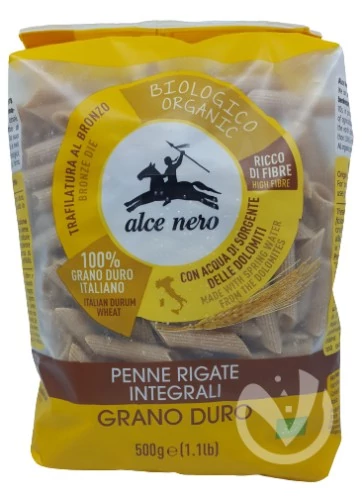 BIOLOGICO
ORGANIC
TRAFILATURA AL BRONZO
BRONZE DIE
RICCO
DI FIBRE
HIGH FIBRE
alce nero
100%
GRANO DURO
ITALIANO
ITALIAN DURUM
WHEAT
CON ACQUA DI SORGENTE
DELLE DOLOMITI
MADE WITH SPRING WATER
FROM THE DOLOMITES
PENNE RIGATE
INTEGRALI
GRANO DURO
500g e (1.1lb)